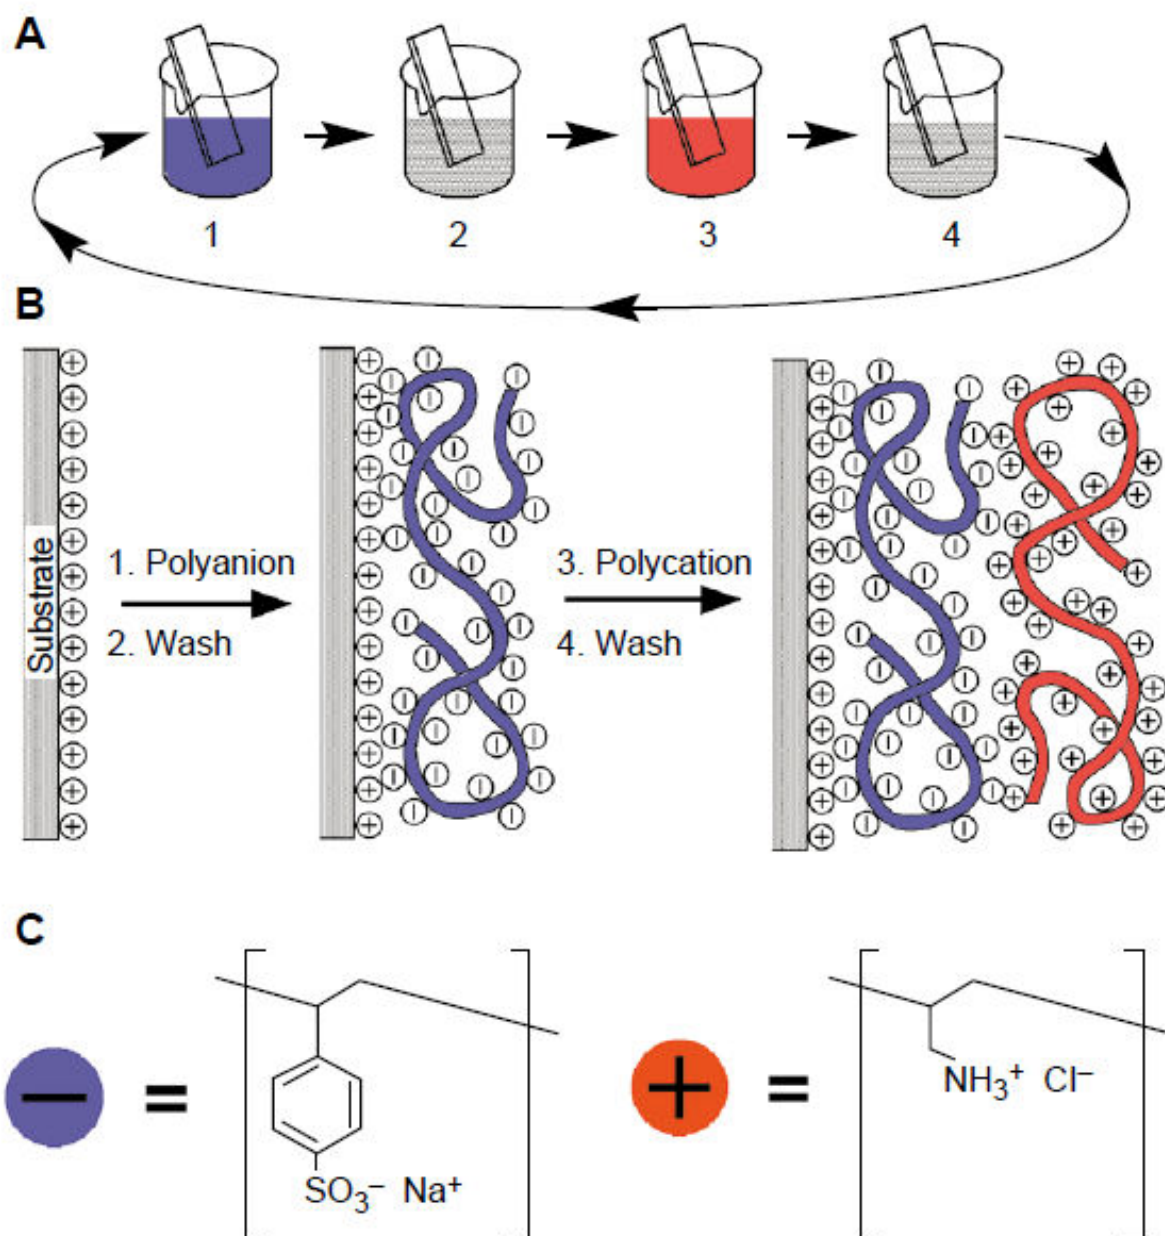 A
1
2
3
4
B
Substrate
1. Polyanion
2. Wash
3. Polycation
4. Wash
C
− =
SO₃⁻ Na⁺
+ =
NH₃⁺ Cl⁻